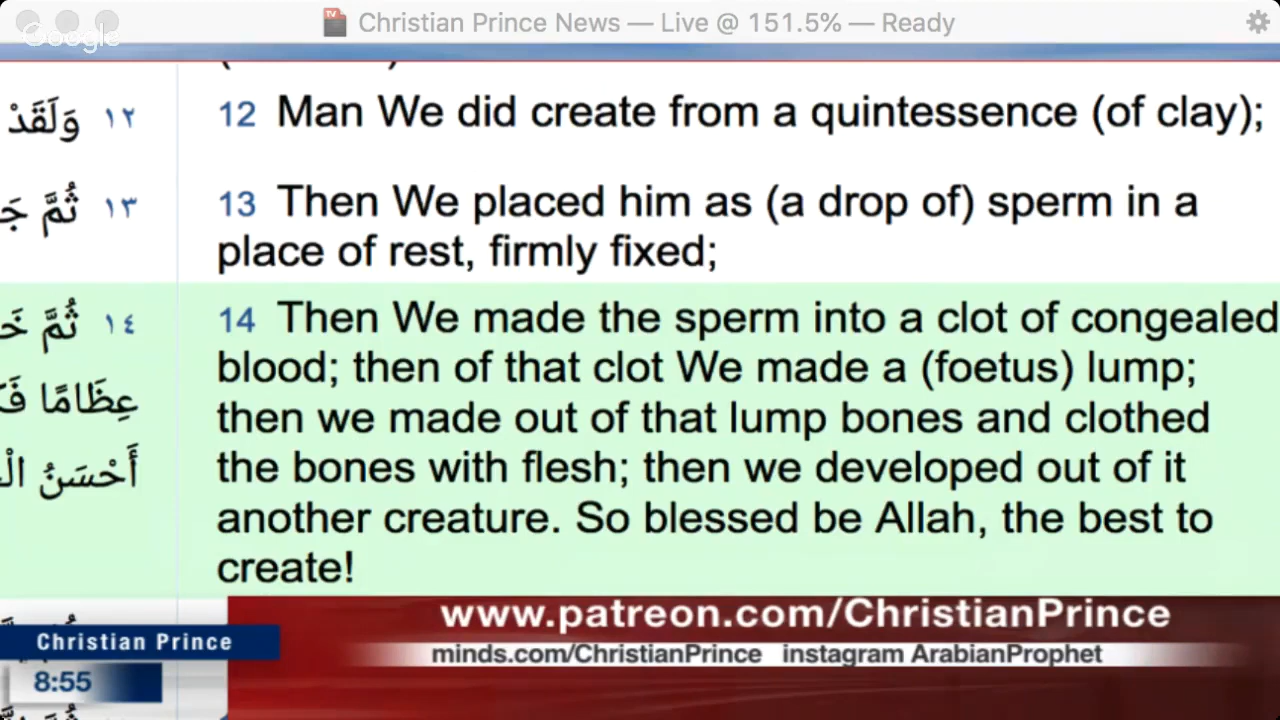 Christian Prince News — Live @ 151.5% — Ready
Google
١٢ وَلَقَدْ
12 Man We did create from a quintessence (of clay);
١٣ ثُمَّ
13 Then We placed him as (a drop of) sperm in a
place of rest, firmly fixed;
١٤ ثُمَّ
عِظَامًا
أَحْسَنُ
14 Then We made the sperm into a clot of congealed
blood; then of that clot We made a (foetus) lump;
then we made out of that lump bones and clothed
the bones with flesh; then we developed out of it
another creature. So blessed be Allah, the best to
create!
www.patreon.com/ChristianPrince
Christian Prince
minds.com/ChristianPrince instagram ArabianProphet
8:55